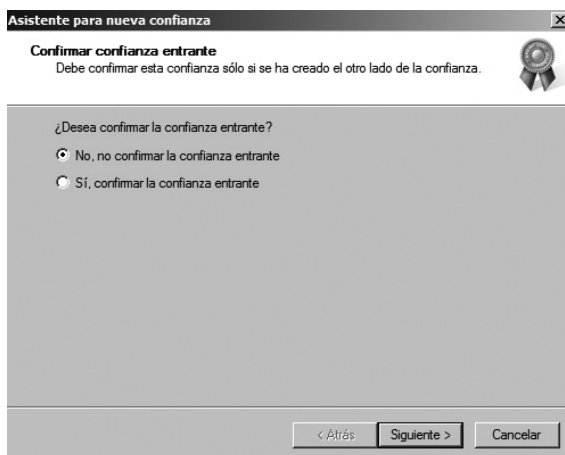 Asistente para nueva confianza
Confirmar confianza entrante
Debe confirmar esta confianza sólo si se ha creado el otro lado de la confianza.
¿Desea confirmar la confianza entrante?
No, no confirmar la confianza entrante
Sí, confirmar la confianza entrante
< Atrás
Siguiente >
Cancelar